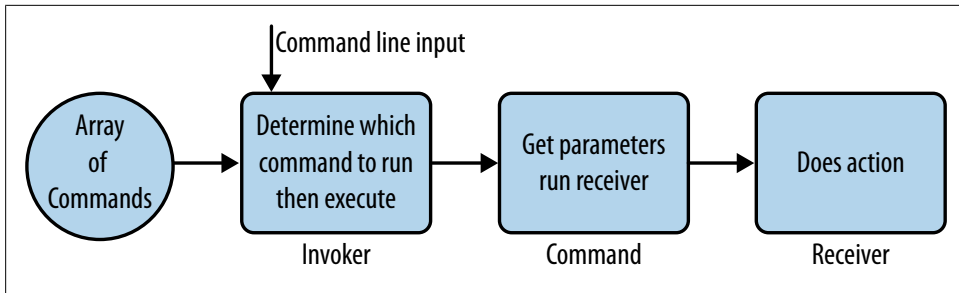 Command line input
Array
of
Commands
Determine which
command to run
then execute
Get parameters
run receiver
Does action
Invoker
Command
Receiver